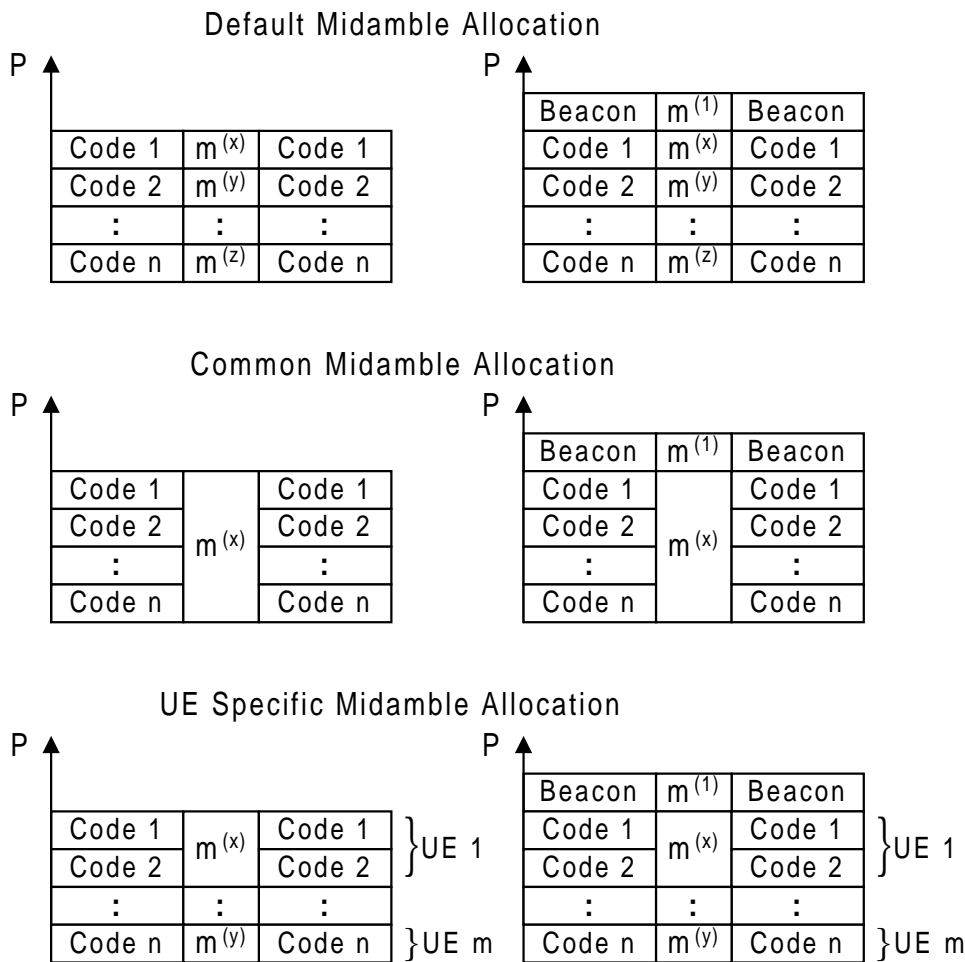 Default Midamble Allocation
P P
Beacon m(1) Beacon
Code 1 m(x) Code 1 Code 1 m(x) Code 1
Code 2 m(y) Code 2 Code 2 m(y) Code 2
: : : : : :
Code n m(z) Code n Code n m(z) Code n
Common Midamble Allocation
P P
Beacon m(1) Beacon
Code 1 Code 1 Code 1 Code 1
Code 2 Code 2 Code 2 Code 2
m(x) m(x)
: : : :
Code n Code n Code n Code n
UE Specific Midamble Allocation
P P
Beacon m(1) Beacon
Code 1 Code 1 Code 1 Code 1
m(x) } UE 1 m(x) } UE 1
Code 2 Code 2 Code 2 Code 2
: : : : : :
Code n m(y) Code n } UE m Code n m(y) Code n } UE m